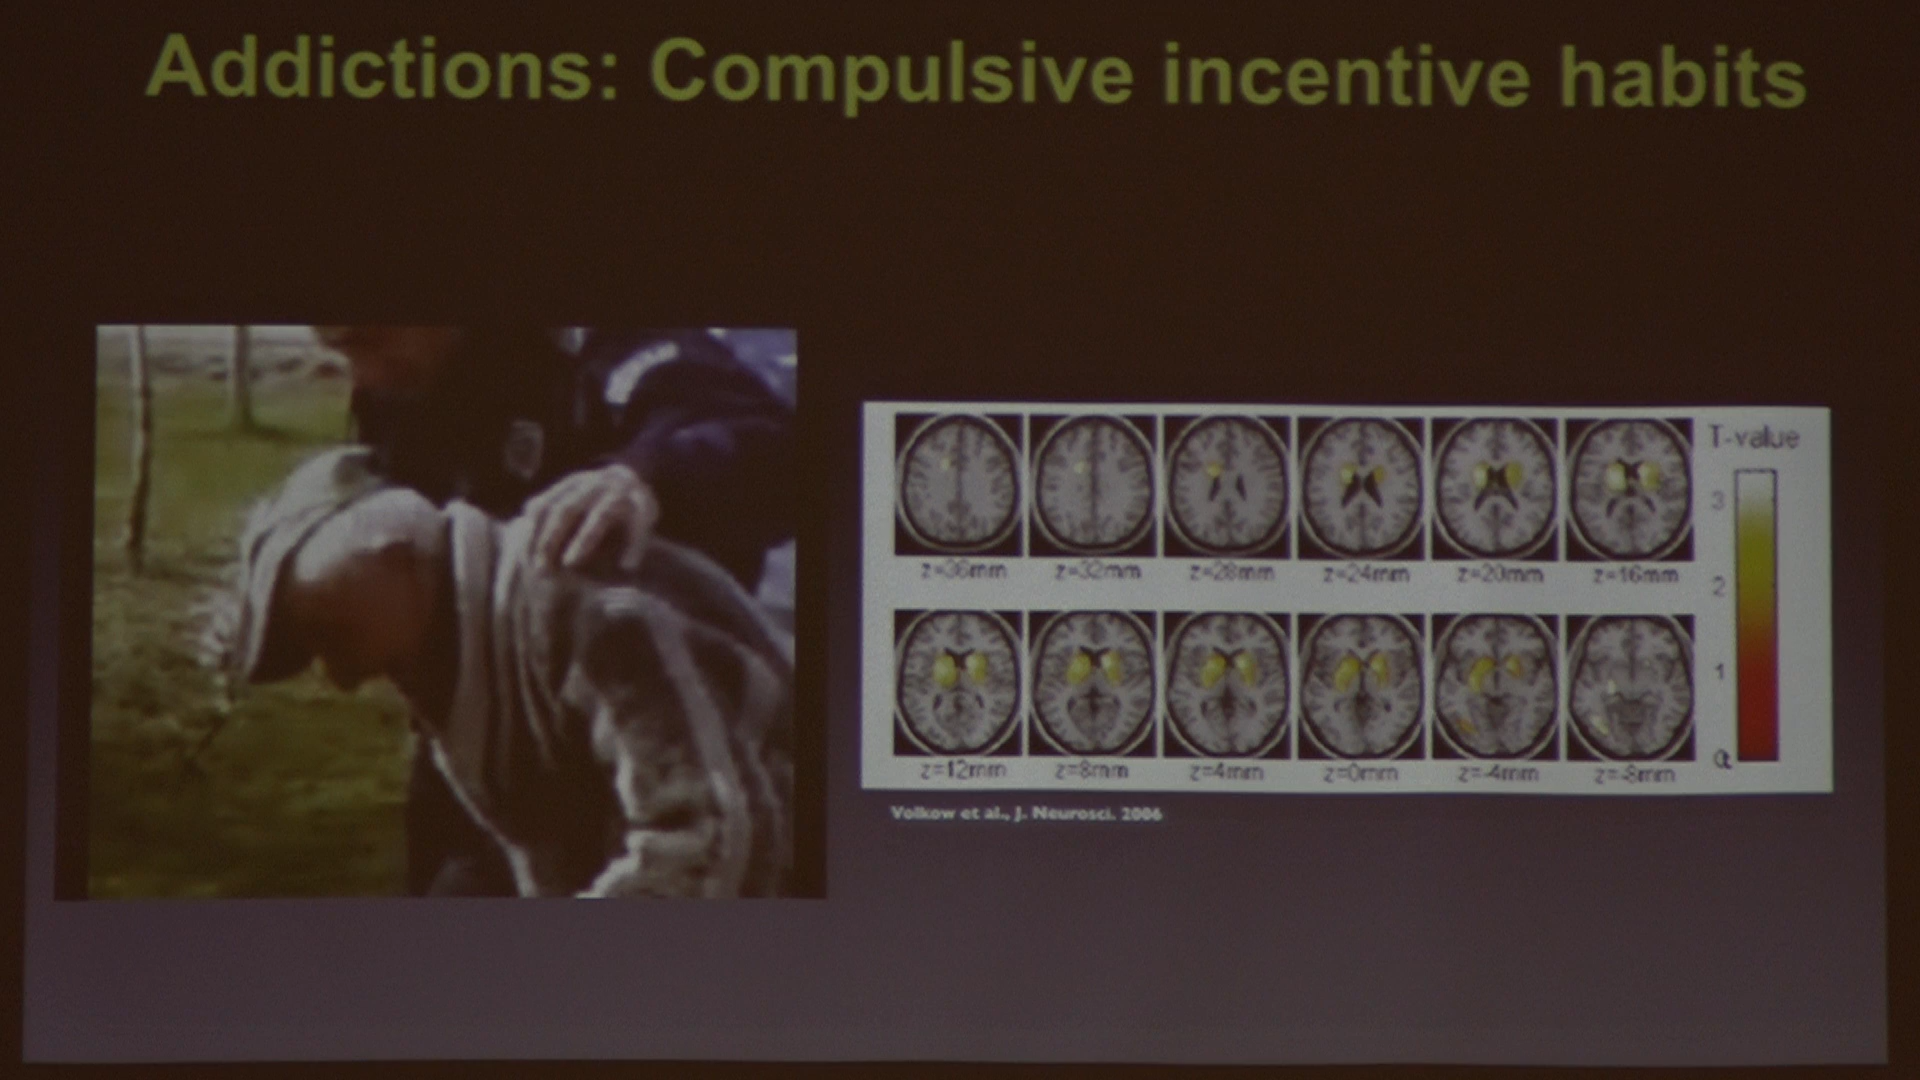 Addictions: Compulsive incentive habits
T-value
3
2
1
0
z=36mm z=32mm z=28mm z=24mm z=20mm z=16mm
z=12mm z=8mm z=4mm z=0mm z=-4mm z=-8mm
Volkow et al., J. Neurosci. 2006